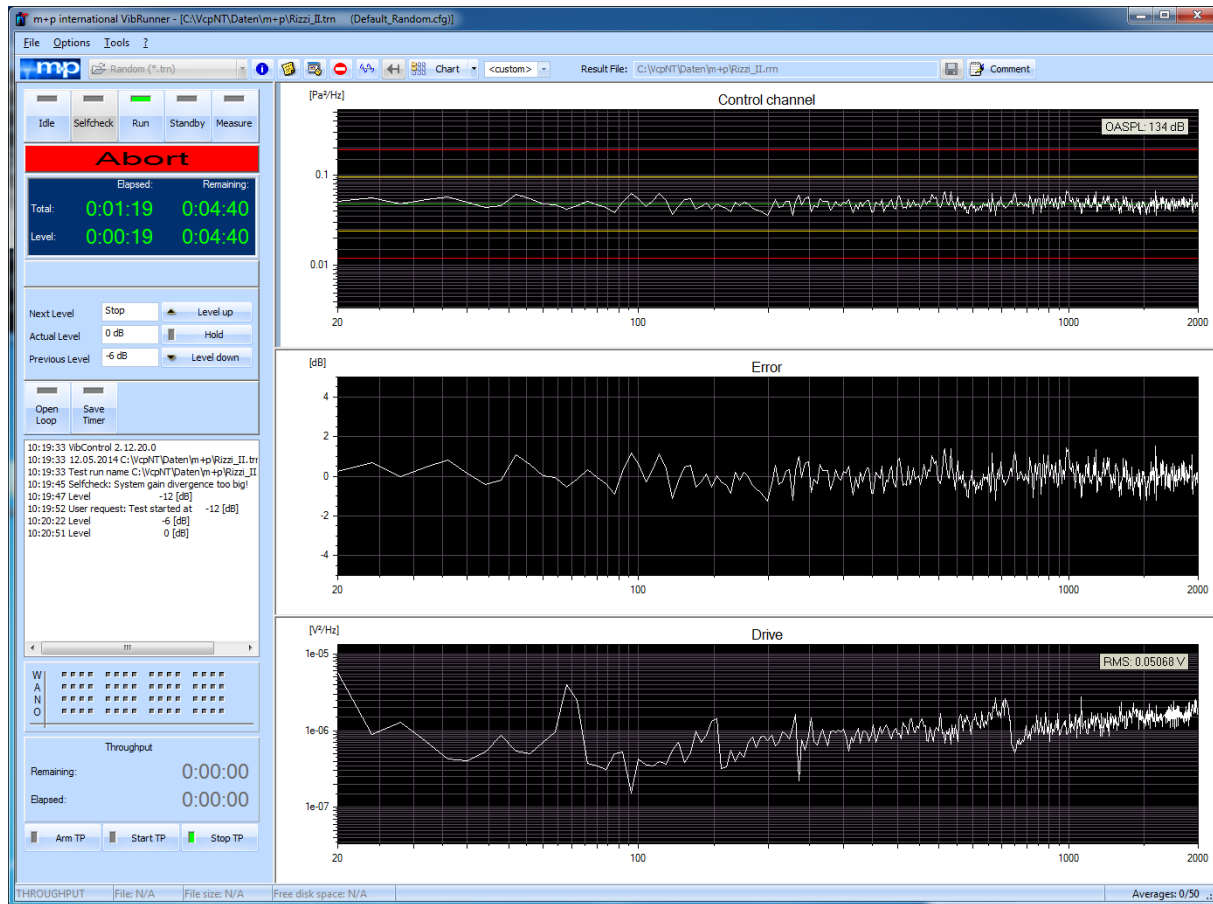 m+p international VibRunner - [C:\VcpNT\Daten\m+p\Rizzi_II.trn (Default_Random.cfg)]
File Options Tools ?
m+p Random (*.trn) Chart <custom> Result File: C:\VcpNT\Daten\m+p\Rizzi_II.rrn Comment
Idle Selfcheck Run Standby Measure
Abort
Elapsed: Remaining:
Total: 0:01:19 0:04:40
Level: 0:00:19 0:04:40
Next Level Stop Level up
Actual Level 0 dB Hold
Previous Level -6 dB Level down
Open Loop Save Timer
10:19:33 VibControl 2.12.20.0
10:19:33 12.05.2014 C:\VcpNT\Daten\m+p\Rizzi_II.trn
10:19:33 Test run name C:\VcpNT\Daten\m+p\Rizzi_II
10:19:45 Selfcheck: System gain divergence too big!
10:19:47 Level -12 [dB]
10:19:52 User request: Test started at -12 [dB]
10:20:22 Level -6 [dB]
10:20:51 Level 0 [dB]
W
A
N
O
Throughput
Remaining: 0:00:00
Elapsed: 0:00:00
Arm TP Start TP Stop TP
[Pa²/Hz] Control channel
OASPL: 134 dB
0.1
0.01
20 100 1000 2000
[dB] Error
4
2
0
-2
-4
20 100 1000 2000
[V²/Hz] Drive
1e-05
RMS: 0.05068 V
1e-06
1e-07
20 100 1000 2000
THROUGHPUT File: N/A File size: N/A Free disk space: N/A Averages: 0/50